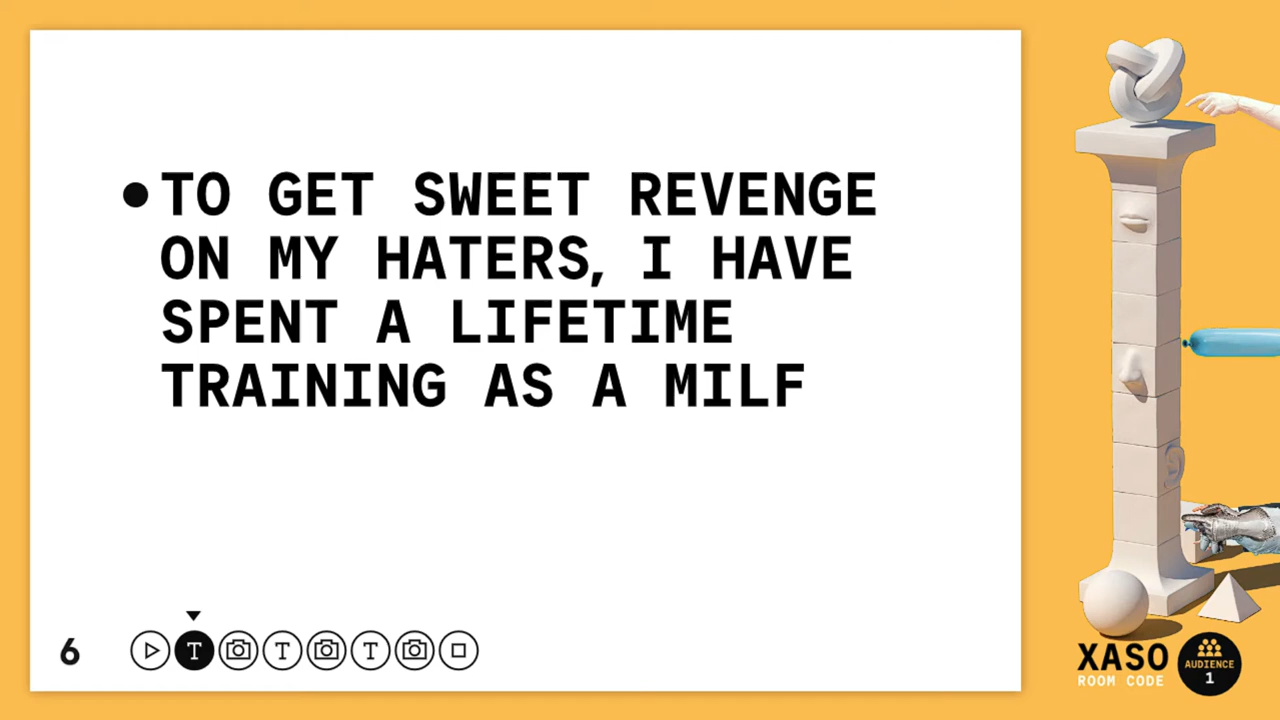 ● TO GET SWEET REVENGE
ON MY HATERS, I HAVE
SPENT A LIFETIME
TRAINING AS A MILF
6
T
T
T
XASO
ROOM CODE
AUDIENCE
1